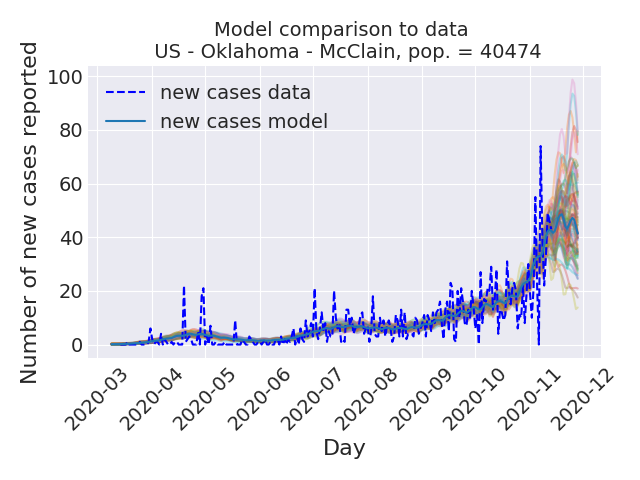 Model comparison to data
US - Oklahoma - McClain, pop. = 40474
Number of new cases reported
100
80
60
40
20
0
new cases data
new cases model
2020-03
2020-04
2020-05
2020-06
2020-07
2020-08
2020-09
2020-10
2020-11
2020-12
Day